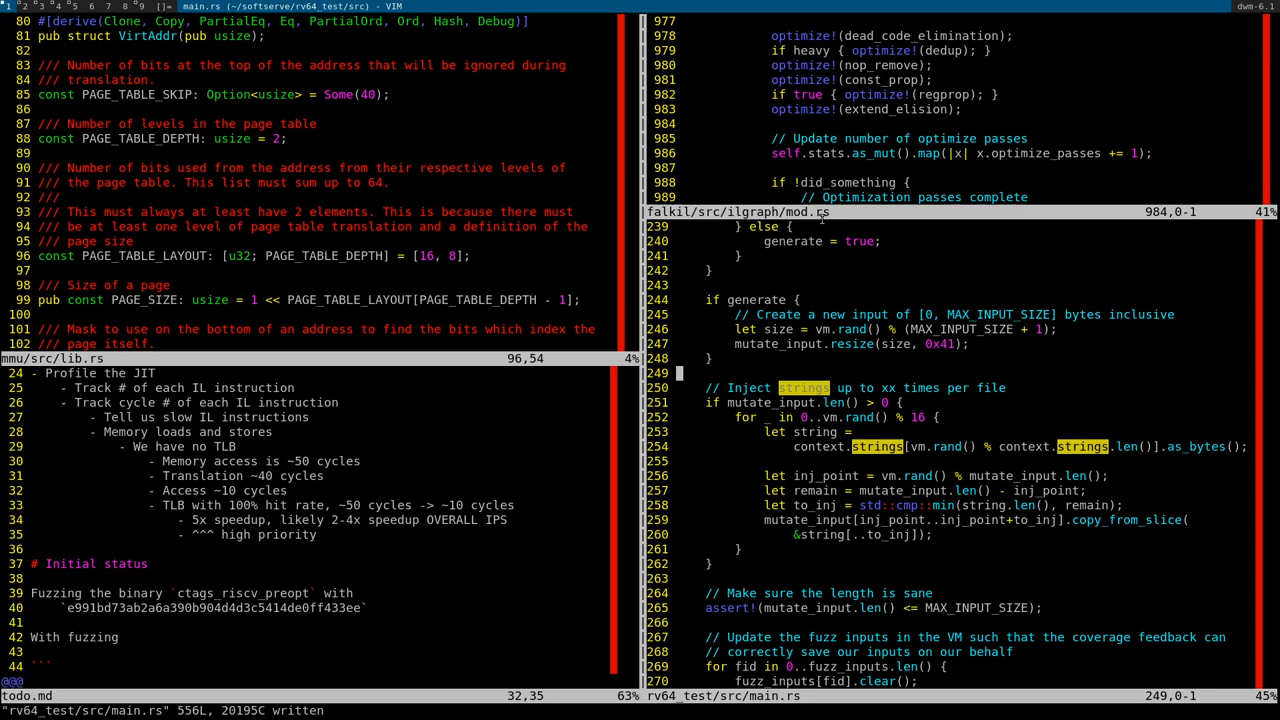 1 2 3 4 5 6 7 8 9 []= main.rs (~/softserve/rv64_test/src) - VIM dwm-6.1
80 #[derive(Clone, Copy, PartialEq, Eq, PartialOrd, Ord, Hash, Debug)]
81 pub struct VirtAddr(pub usize);
82
83 /// Number of bits at the top of the address that will be ignored during
84 /// translation.
85 const PAGE_TABLE_SKIP: Option<usize> = Some(40);
86
87 /// Number of levels in the page table
88 const PAGE_TABLE_DEPTH: usize = 2;
89
90 /// Number of bits used from the address from their respective levels of
91 /// the page table. This list must sum up to 64.
92 ///
93 /// This must always at least have 2 elements. This is because there must
94 /// be at least one level of page table translation and a definition of the
95 /// page size
96 const PAGE_TABLE_LAYOUT: [u32; PAGE_TABLE_DEPTH] = [16, 8];
97
98 /// Size of a page
99 pub const PAGE_SIZE: usize = 1 << PAGE_TABLE_LAYOUT[PAGE_TABLE_DEPTH - 1];
100
101 /// Mask to use on the bottom of an address to find the bits which index the
102 /// page itself.
mmu/src/lib.rs 96,54 4%
24 - Profile the JIT
25     - Track # of each IL instruction
26     - Track cycle # of each IL instruction
27         - Tell us slow IL instructions
28         - Memory loads and stores
29             - We have no TLB
30                 - Memory access is ~50 cycles
31                 - Translation ~40 cycles
32                 - Access ~10 cycles
33                 - TLB with 100% hit rate, ~50 cycles -> ~10 cycles
34                     - 5x speedup, likely 2-4x speedup OVERALL IPS
35                     - ^^^ high priority
36
37 # Initial status
38
39 Fuzzing the binary `ctags_riscv_preopt` with
40     `e991bd73ab2a6a390b904d4d3c5414de0ff433ee`
41
42 With fuzzing
43
44 ```
@@@
todo.md 32,35 63%
977
978             optimize!(dead_code_elimination);
979             if heavy { optimize!(dedup); }
980             optimize!(nop_remove);
981             optimize!(const_prop);
982             if true { optimize!(regprop); }
983             optimize!(extend_elision);
984
985             // Update number of optimize passes
986             self.stats.as_mut().map(|x| x.optimize_passes += 1);
987
988             if !did_something {
989                 // Optimization passes complete
falkil/src/ilgraph/mod.rs 984,0-1 41%
239         } else {
240             generate = true;
241         }
242     }
243
244     if generate {
245         // Create a new input of [0, MAX_INPUT_SIZE] bytes inclusive
246         let size = vm.rand() % (MAX_INPUT_SIZE + 1);
247         mutate_input.resize(size, 0x41);
248     }
249
250     // Inject strings up to xx times per file
251     if mutate_input.len() > 0 {
252         for _ in 0..vm.rand() % 16 {
253             let string =
254                 context.strings[vm.rand() % context.strings.len()].as_bytes();
255
256             let inj_point = vm.rand() % mutate_input.len();
257             let remain = mutate_input.len() - inj_point;
258             let to_inj = std::cmp::min(string.len(), remain);
259             mutate_input[inj_point..inj_point+to_inj].copy_from_slice(
260                 &string[..to_inj]);
261         }
262     }
263
264     // Make sure the length is sane
265     assert!(mutate_input.len() <= MAX_INPUT_SIZE);
266
267     // Update the fuzz inputs in the VM such that the coverage feedback can
268     // correctly save our inputs on our behalf
269     for fid in 0..fuzz_inputs.len() {
270         fuzz_inputs[fid].clear();
rv64_test/src/main.rs 249,0-1 45%
"rv64_test/src/main.rs" 556L, 20195C written